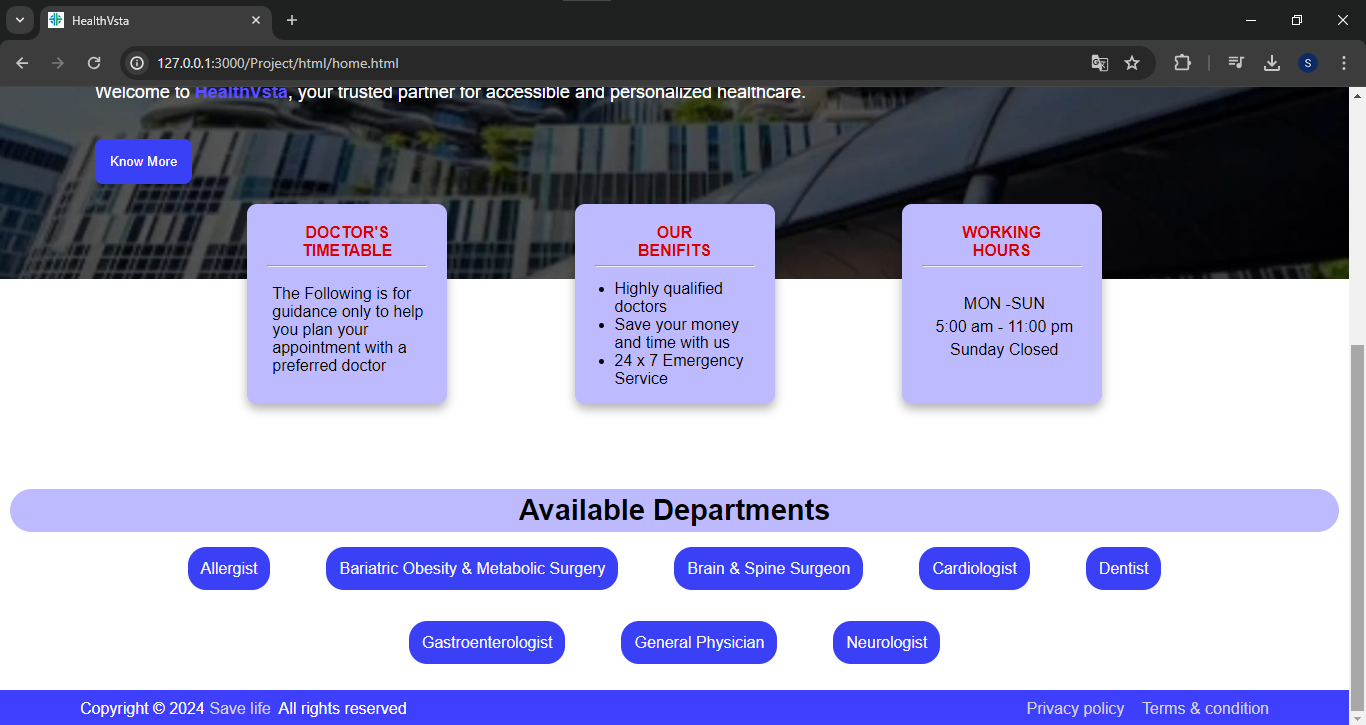 HealthVsta
127.0.0.1:3000/Project/html/home.html
S
Welcome to HealthVsta, your trusted partner for accessible and personalized healthcare.
Know More
DOCTOR'S
TIMETABLE
The Following is for
guidance only to help
you plan your
appointment with a
preferred doctor
OUR
BENIFITS
• Highly qualified
doctors
• Save your money
and time with us
• 24 x 7 Emergency
Service
WORKING
HOURS
MON -SUN
5:00 am - 11:00 pm
Sunday Closed
Available Departments
Allergist
Bariatric Obesity & Metabolic Surgery
Brain & Spine Surgeon
Cardiologist
Dentist
Gastroenterologist
General Physician
Neurologist
Copyright © 2024 Save life All rights reserved
Privacy policy
Terms & condition